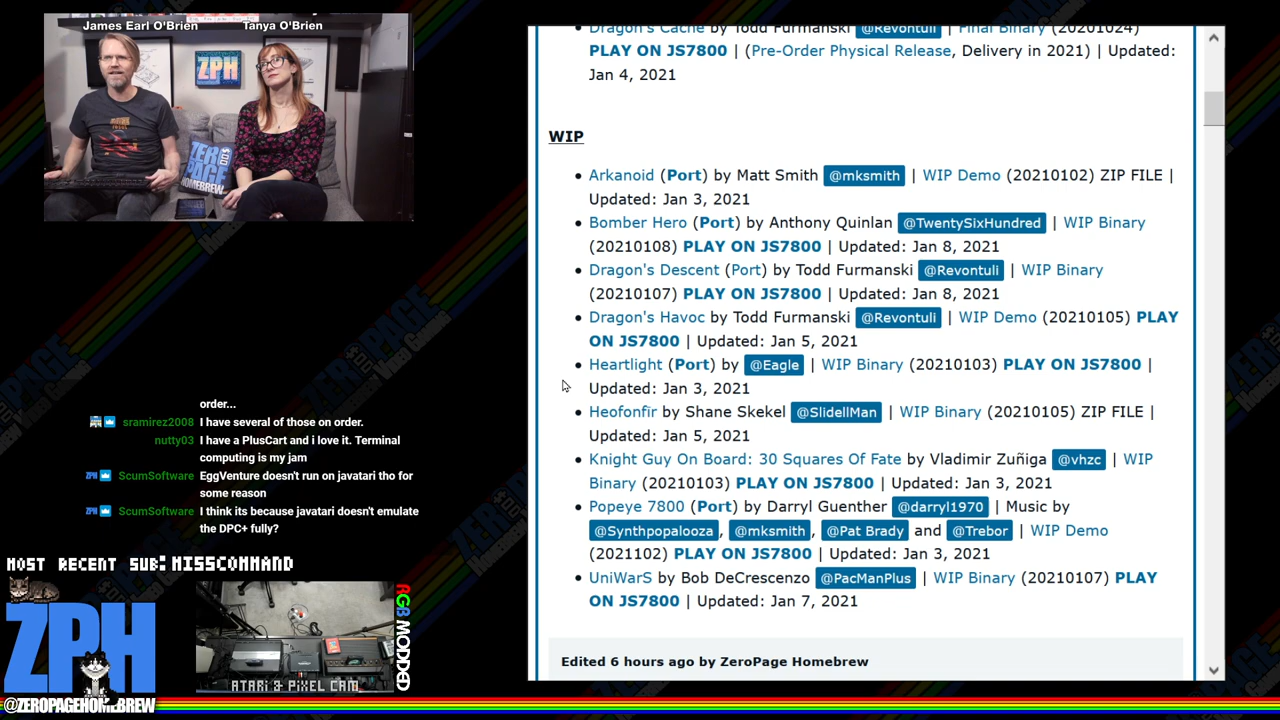 James Earl O'Brien
Tanya O'Brien
ZPH
ZERO
PAGE
HOMEBREW
order...
sramirez2008 I have several of those on order.
nutty03 I have a PlusCart and i love it. Terminal
computing is my jam
ScumSoftware EggVenture doesn't run on javatari tho for
some reason
ScumSoftware I think its because javatari doesn't emulate
the DPC+ fully?
MOST RECENT SUB: MISSCOMMAND
ZPH
@ZEROPAGEHOMEBREW
RGB MODDED
ATARI & PIXEL CAM
Dragon's Cache by Todd Furmanski @Revontuli | Final Binary (20201024)
PLAY ON JS7800 | (Pre-Order Physical Release, Delivery in 2021) | Updated:
Jan 4, 2021
WIP
• Arkanoid (Port) by Matt Smith @mksmith | WIP Demo (20210102) ZIP FILE |
Updated: Jan 3, 2021
• Bomber Hero (Port) by Anthony Quinlan @TwentySixHundred | WIP Binary
(20210108) PLAY ON JS7800 | Updated: Jan 8, 2021
• Dragon's Descent (Port) by Todd Furmanski @Revontuli | WIP Binary
(20210107) PLAY ON JS7800 | Updated: Jan 8, 2021
• Dragon's Havoc by Todd Furmanski @Revontuli | WIP Demo (20210105) PLAY
ON JS7800 | Updated: Jan 5, 2021
• Heartlight (Port) by @Eagle | WIP Binary (20210103) PLAY ON JS7800 |
Updated: Jan 3, 2021
• Heofonfir by Shane Skekel @SlidellMan | WIP Binary (20210105) ZIP FILE |
Updated: Jan 5, 2021
• Knight Guy On Board: 30 Squares Of Fate by Vladimir Zuñiga @vhzc | WIP
Binary (20210103) PLAY ON JS7800 | Updated: Jan 3, 2021
• Popeye 7800 (Port) by Darryl Guenther @darryl1970 | Music by
@Synthpopalooza, @mksmith, @Pat Brady and @Trebor | WIP Demo
(2021102) PLAY ON JS7800 | Updated: Jan 3, 2021
• UniWarS by Bob DeCrescenzo @PacManPlus | WIP Binary (20210107) PLAY
ON JS7800 | Updated: Jan 7, 2021
Edited 6 hours ago by ZeroPage Homebrew